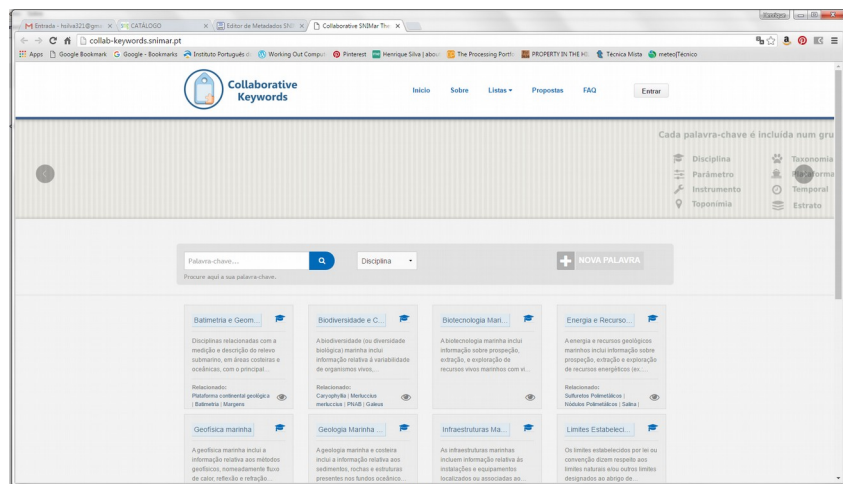 Entrada - hsilva321@gma
CATÁLOGO
Editor de Metadados SNI
Collaborative SNIMar The
collab-keywords.snimar.pt
Apps
Google Bookmark
Google - Bookmarks
Instituto Português d
Working Out Comput
Pinterest
Henrique Silva | abou
The Processing Portf
PROPERTY IN THE H
Técnica Mista
meteo|Técnico
Collaborative
Keywords
Início
Sobre
Listas
Propostas
FAQ
Entrar
Cada palavra-chave é incluída num gru
Disciplina
Taxonomia
Parâmetro
Plataforma
Instrumento
Temporal
Toponímia
Estrato
Palavra-chave...
Disciplina
NOVA PALAVRA
Procure aqui a sua palavra-chave.
Batimetria e Geom...
Disciplinas relacionadas com a
medição e descrição do relevo
submarino, em áreas costeiras e
oceânicas, com o principal...
Relacionado:
Plataforma continental geológica
| Batimetria | Margens
Biodiversidade e C...
A biodiversidade (ou diversidade
biológica) marinha inclui
informação relativa à variabilidade
de organismos vivos,...
Relacionado:
Caryophyllia | Merluccius
merluccius | PNAB | Galeus
Biotecnologia Mari...
A biotecnologia marinha inclui
informação sobre prospeção,
extração, e exploração de
recursos vivos marinhos com vi...
Energia e Recurso...
A energia e recursos geológicos
marinhos inclui informação sobre
prospeção, extração e exploração
de recursos energéticos (ex....
Relacionado:
Sulfuretos Polimetálicos |
Nódulos Polimetálicos | Salina |
Geofísica marinha
A geofísica marinha inclui a
informação relativa aos métodos
geofísicos, nomeadamente fluxo
de calor, reflexão e refração...
Geologia Marinha ...
A geologia marinha e costeira
inclui a informação relativa aos
sedimentos, rochas e estruturas
presentes nos fundos oceânico...
Infraestruturas Ma...
As infraestruturas marinhas
incluem informação relativa às
instalações e equipamentos
localizados ou associadas ao...
Limites Estabeleci...
Os limites estabelecidos por lei ou
convenção dizem respeito aos
limites naturais e/ou outros limites
designados ao abrigo de...